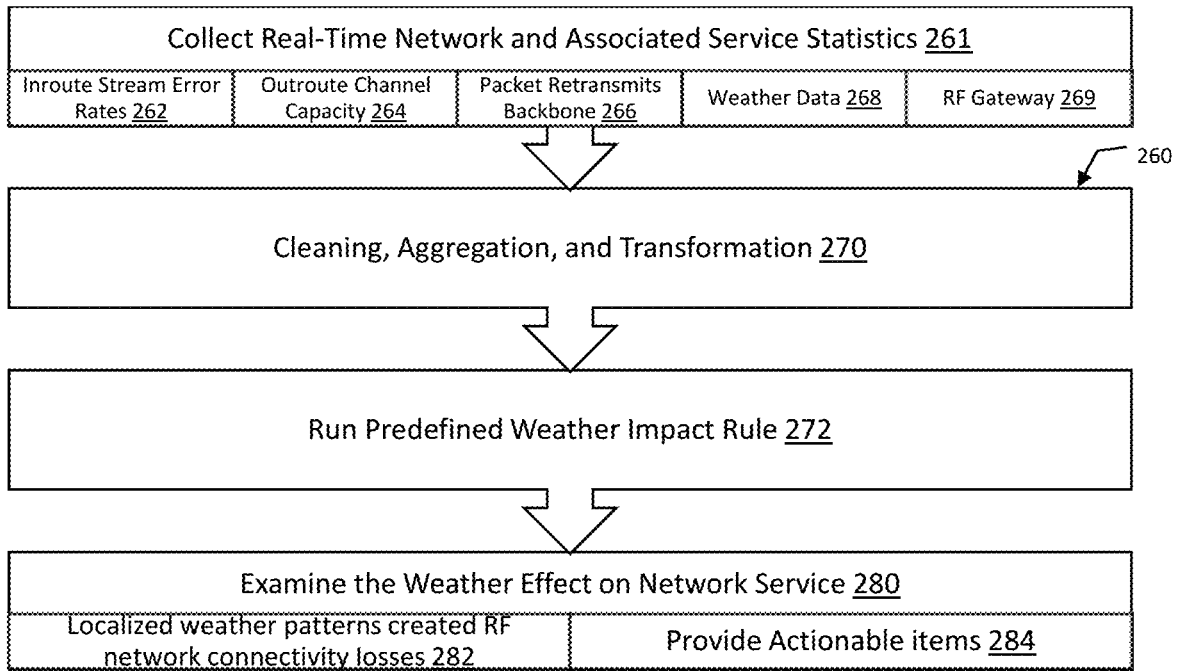 Collect Real-Time Network and Associated Service Statistics 261
Inroute Stream Error
Rates 262
Outroute Channel
Capacity 264
Packet Retransmits
Backbone 266
Weather Data 268
RF Gateway 269
260
Cleaning, Aggregation, and Transformation 270
Run Predefined Weather Impact Rule 272
Examine the Weather Effect on Network Service 280
Localized weather patterns created RF
network connectivity losses 282
Provide Actionable items 284